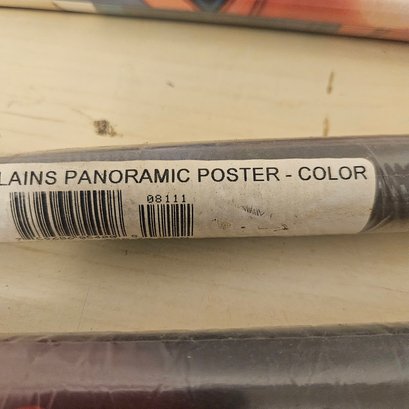 LAINS PANORAMIC POSTER - COLOR
08111